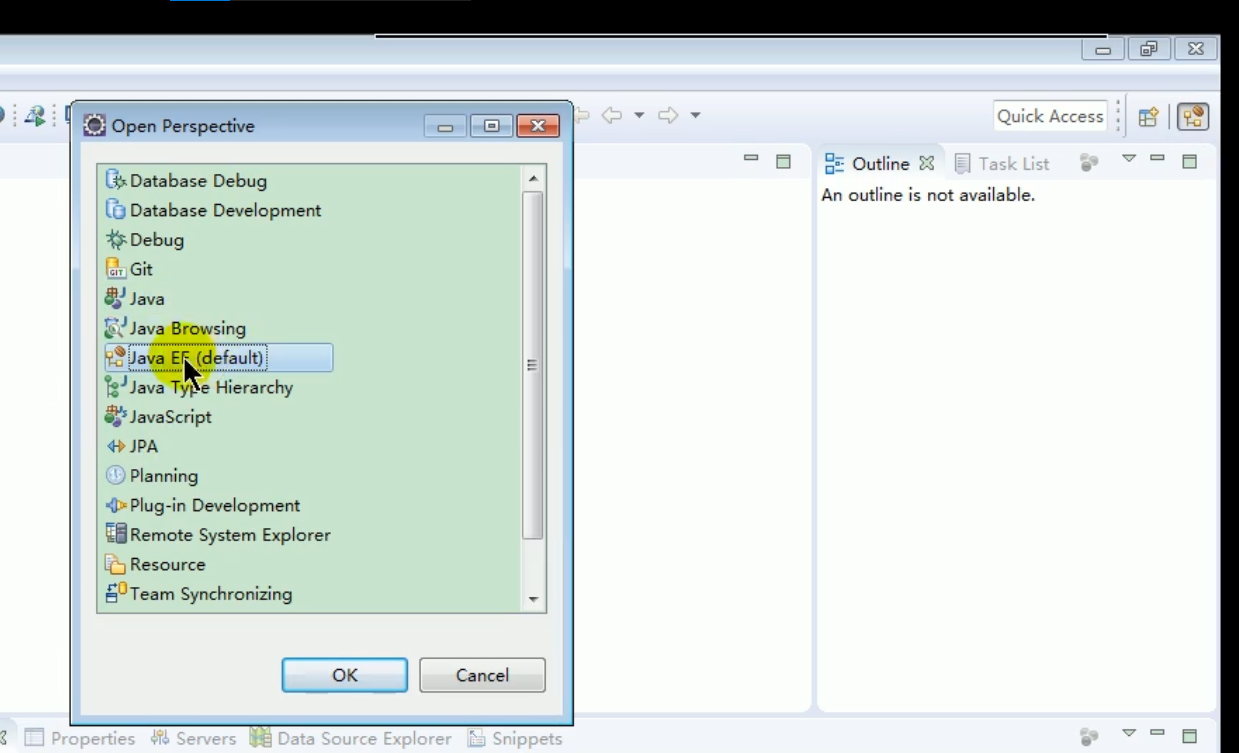 Quick Access
Open Perspective
Database Debug
Database Development
Debug
GIT Git
Java
Java Browsing
Java EE (default)
Java Type Hierarchy
JavaScript
JPA
Planning
Plug-in Development
Remote System Explorer
Resource
Team Synchronizing
OK Cancel
Outline Task List
An outline is not available.
Properties Servers Data Source Explorer Snippets